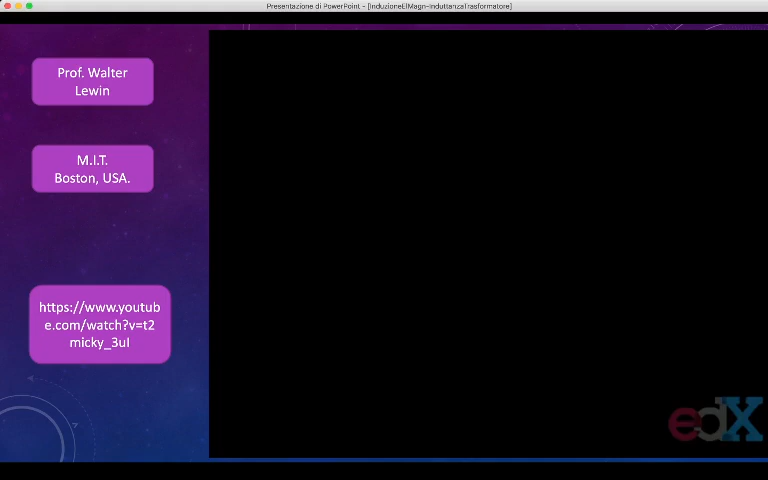 Presentazione di PowerPoint - [InduzioneElMagn-InduttanzaTrasformatore]
Prof. Walter
Lewin
M.I.T.
Boston, USA.
https://www.youtub
e.com/watch?v=t2
micky_3uI
edX